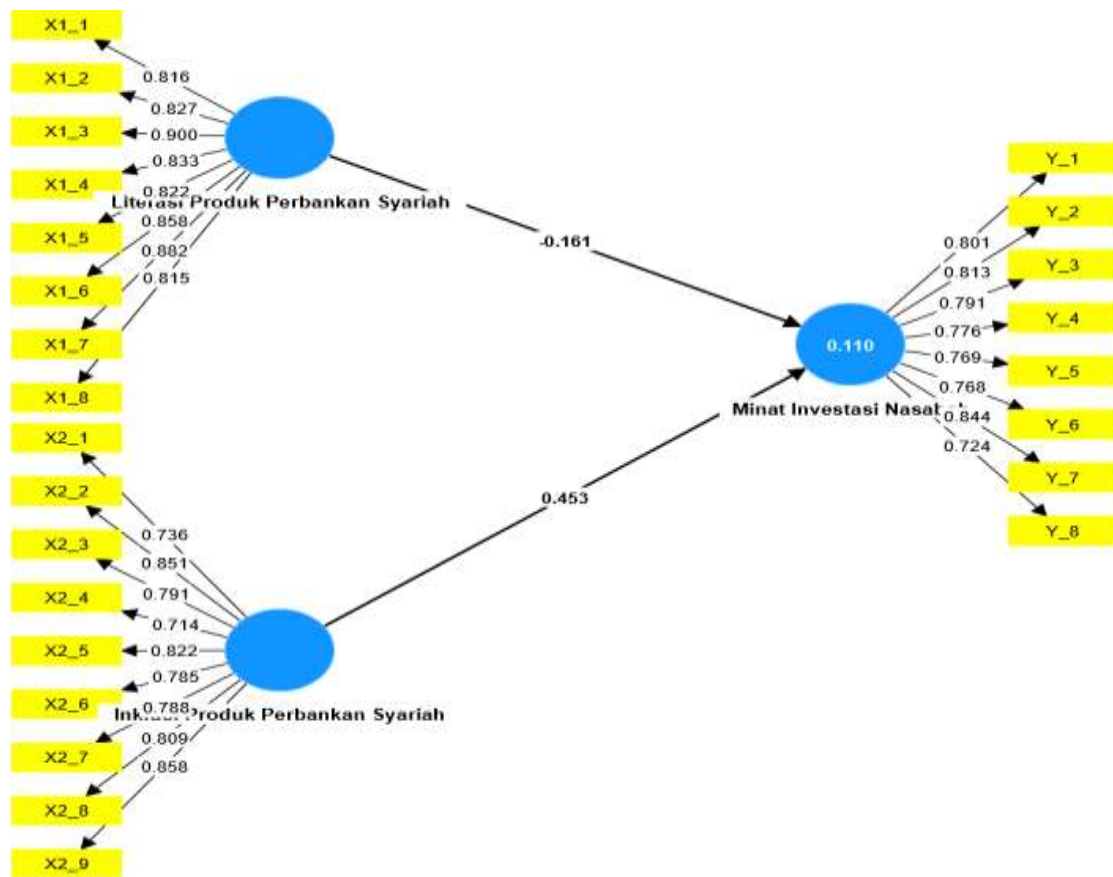 X1_1
X1_2
X1_3
X1_4
X1_5
X1_6
X1_7
X1_8
0.816
0.827
0.900
0.833
0.822
0.858
0.882
0.815
Literasi Produk Perbankan Syariah
X2_1
X2_2
X2_3
X2_4
X2_5
X2_6
X2_7
X2_8
X2_9
0.736
0.851
0.791
0.714
0.822
0.785
0.788
0.809
0.858
Produk Perbankan Syariah
-0.161
0.453
0.110
Minat Investasi
0.801
0.813
0.791
0.776
0.769
0.768
0.844
0.724
Y_1
Y_2
Y_3
Y_4
Y_5
Y_6
Y_7
Y_8